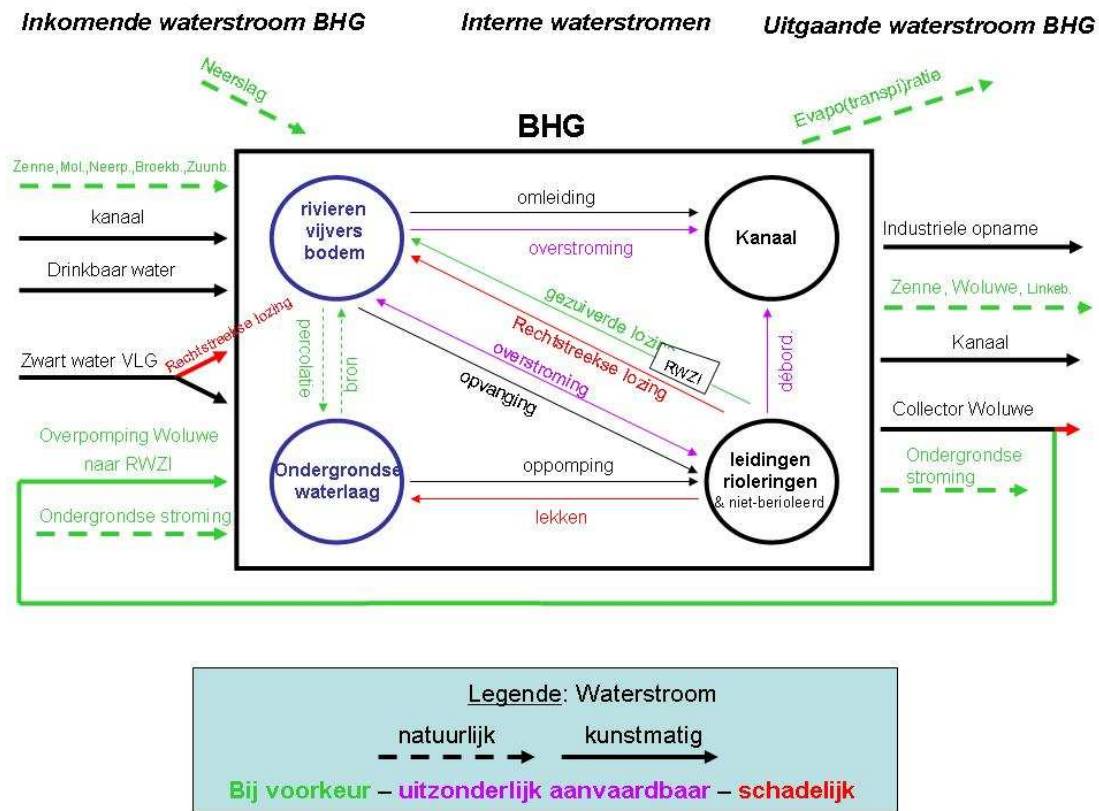 Inkomende waterstroom BHG
Interne waterstromen
Uitgaande waterstroom BHG
Neerslag
Evapo(transpi)ratie
BHG
Zenne,Mol.,Neerp.,Broekb.,Zuunb.
kanaal
Drinkbaar water
Rechtstreekse lozing
Zwart water VLG
Overpomping Woluwe
naar RWZI
Ondergrondse stroming
rivieren
vijvers
bodem
omleiding
overstroming
Kanaal
percolatie
bron
gezuiverde lozing
RWZI
Rechtstreekse lozing
overstroming
opvanging
débord.
Ondergrondse
waterlaag
oppomping
lekken
leidingen
rioleringen
& niet-berioleerd
Industriele opname
Zenne, Woluwe, Linkeb.
Kanaal
Collector Woluwe
Ondergrondse
stroming
Legende: Waterstroom
natuurlijk
kunstmatig
Bij voorkeur – uitzonderlijk aanvaardbaar – schadelijk